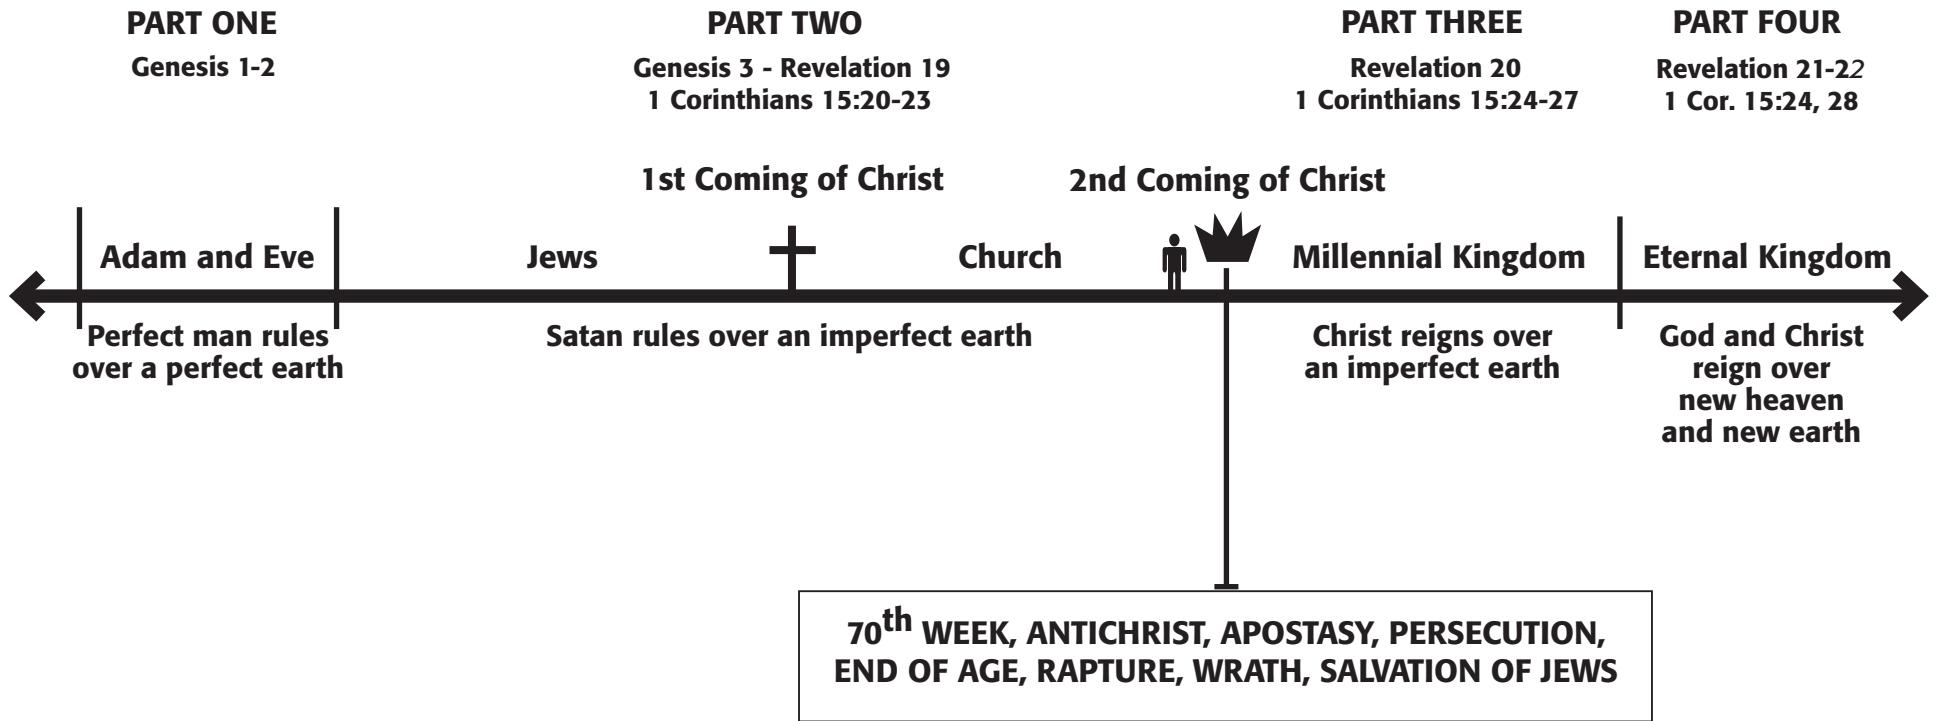 PART ONE
Genesis 1-2
PART TWO
Genesis 3 - Revelation 19
1 Corinthians 15:20-23
PART THREE
Revelation 20
1 Corinthians 15:24-27
PART FOUR
Revelation 21-22
1 Cor. 15:24, 28
1st Coming of Christ
2nd Coming of Christ
Adam and Eve
Jews
Church
Millennial Kingdom
Eternal Kingdom
Perfect man rules
over a perfect earth
Satan rules over an imperfect earth
Christ reigns over
an imperfect earth
God and Christ
reign over
new heaven
and new earth
70th WEEK, ANTICHRIST, APOSTASY, PERSECUTION,
END OF AGE, RAPTURE, WRATH, SALVATION OF JEWS